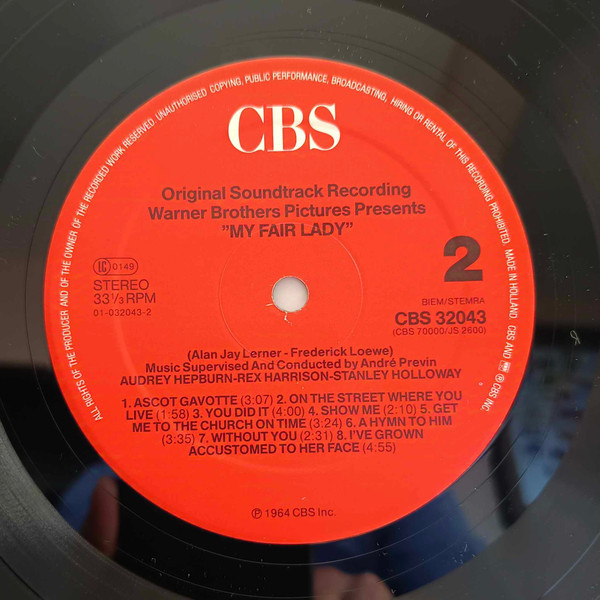 ALL RIGHTS OF THE PRODUCER AND OF THE OWNER OF THE RECORDED WORK RESERVED. UNAUTHORISED COPYING, PUBLIC PERFORMANCE, BROADCASTING, HIRING OR RENTAL OF THIS RECORDING PROHIBITED. MADE IN HOLLAND. CBS AND CBS INC.
CBS
Original Soundtrack Recording
Warner Brothers Pictures Presents
"MY FAIR LADY"
2
LC 0149
STEREO
33 1/3 RPM
01-032043-2
BIEM/STEMRA
CBS 32043
(CBS 70000/JS 2600)
(Alan Jay Lerner - Frederick Loewe)
Music Supervised And Conducted by André Previn
AUDREY HEPBURN-REX HARRISON-STANLEY HOLLOWAY
1. ASCOT GAVOTTE (3:07) 2. ON THE STREET WHERE YOU
LIVE (1:58) 3. YOU DID IT (4:00) 4. SHOW ME (2:10) 5. GET
ME TO THE CHURCH ON TIME (3:24) 6. A HYMN TO HIM
(3:35) 7. WITHOUT YOU (2:31) 8. I'VE GROWN
ACCUSTOMED TO HER FACE (4:55)
℗ 1964 CBS Inc.